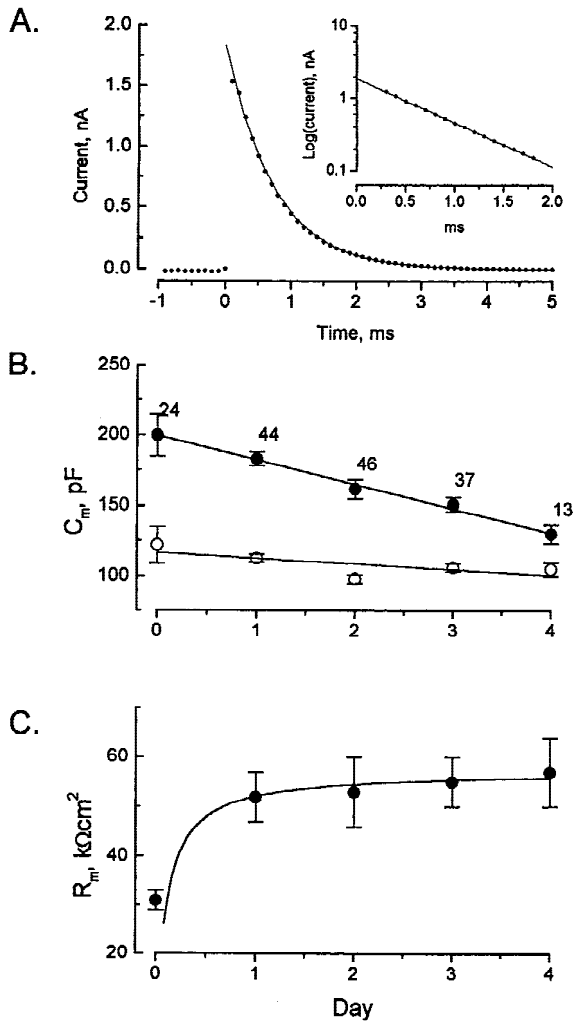 A.
Current, nA
2.0
1.5
1.0
0.5
0.0
-1 0 1 2 3 4 5
Time, ms
Log(current), nA
10
1
0.1
0.0 0.5 1.0 1.5 2.0
ms
B.
Cm, pF
250
200
150
100
24
44
46
37
13
0 1 2 3 4
C.
Rm, kΩcm²
60
40
20
0 1 2 3 4
Day